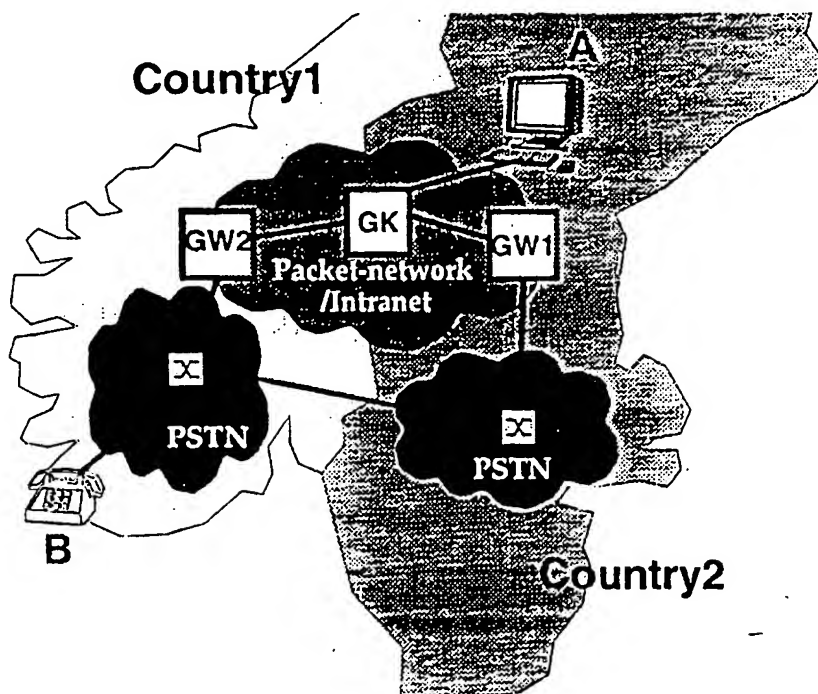 A
Country1
GK
GW2
GW1
Packet-network
/Intranet
PSTN
PSTN
B
Country2